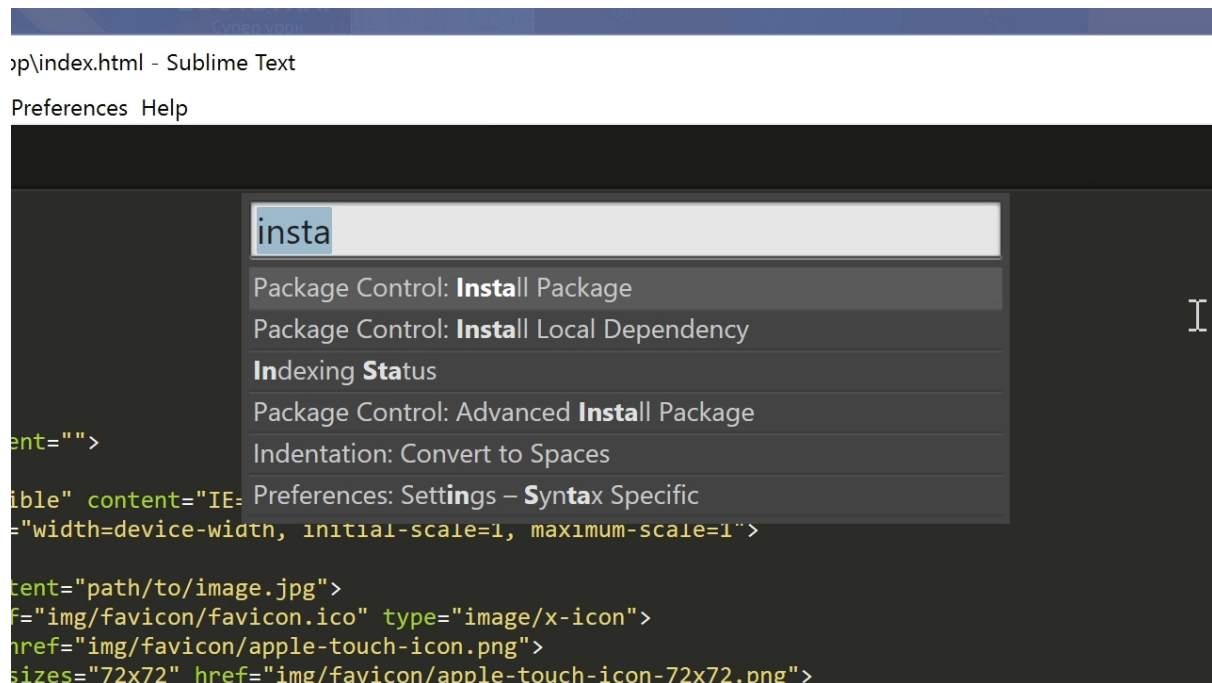 Супер урок
op\index.html - Sublime Text
Preferences Help
insta
Package Control: Install Package
Package Control: Install Local Dependency
Indexing Status
Package Control: Advanced Install Package
Indentation: Convert to Spaces
Preferences: Settings – Syntax Specific
ent="">
ible" content="IE=
="width=device-width, initial-scale=1, maximum-scale=1">
tent="path/to/image.jpg">
f="img/favicon/favicon.ico" type="image/x-icon">
href="img/favicon/apple-touch-icon.png">
sizes="72x72" href="img/favicon/apple-touch-icon-72x72.png">